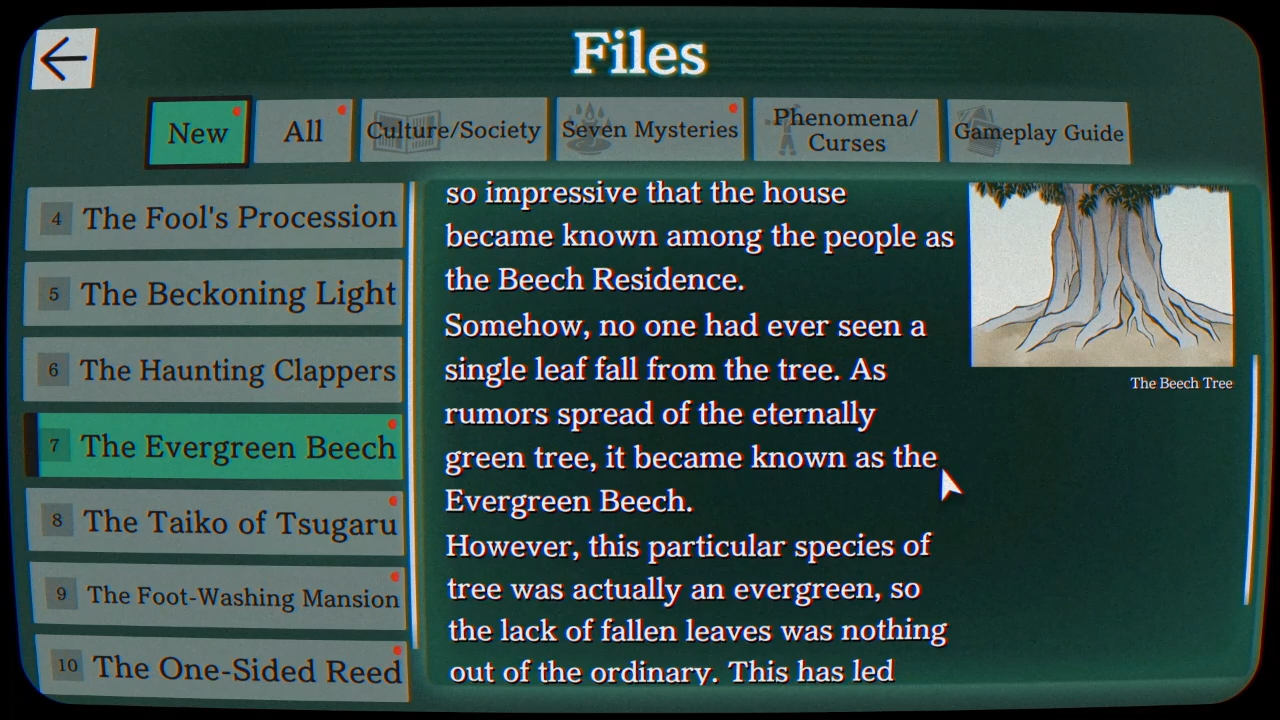 Files
New
All
Culture/Society
Seven Mysteries
Phenomena/
Curses
Gameplay Guide
4 The Fool's Procession
5 The Beckoning Light
6 The Haunting Clappers
7 The Evergreen Beech
8 The Taiko of Tsugaru
9 The Foot-Washing Mansion
10 The One-Sided Reed
so impressive that the house
became known among the people as
the Beech Residence.
Somehow, no one had ever seen a
single leaf fall from the tree. As
rumors spread of the eternally
green tree, it became known as the
Evergreen Beech.
However, this particular species of
tree was actually an evergreen, so
the lack of fallen leaves was nothing
out of the ordinary. This has led
The Beech Tree